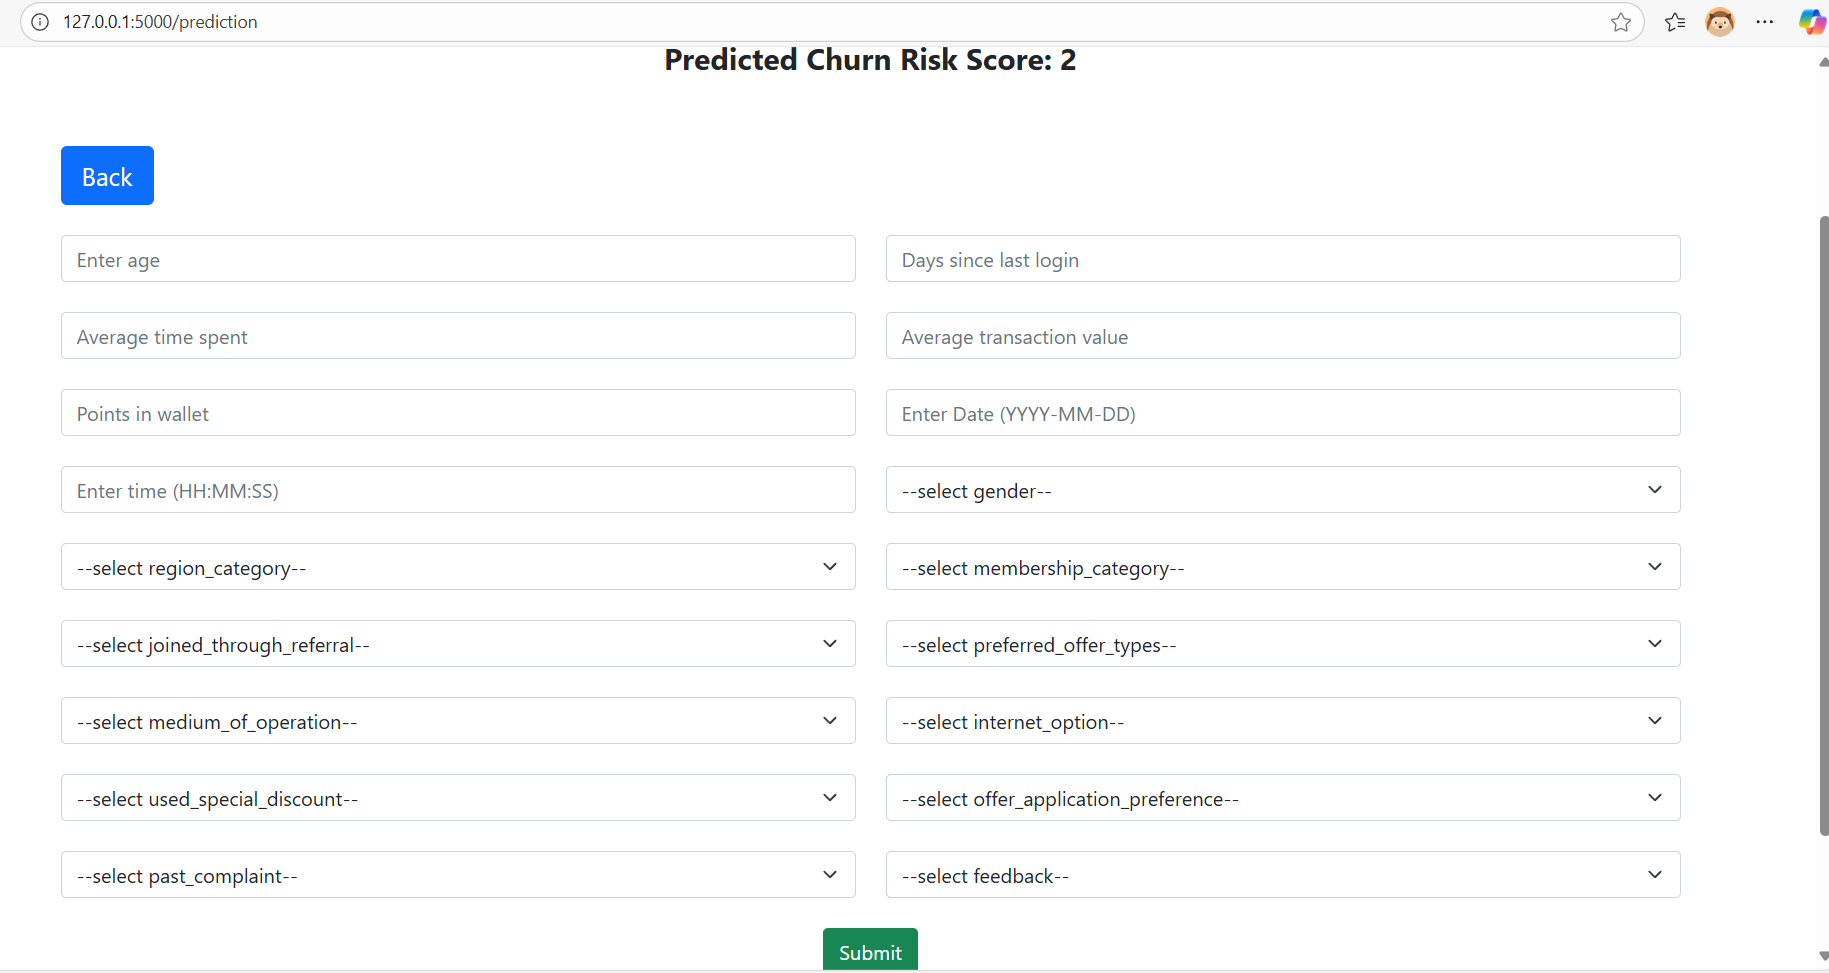 127.0.0.1:5000/prediction
Predicted Churn Risk Score: 2
Back
Enter age
Days since last login
Average time spent
Average transaction value
Points in wallet
Enter Date (YYYY-MM-DD)
Enter time (HH:MM:SS)
--select gender--
--select region_category--
--select membership_category--
--select joined_through_referral--
--select preferred_offer_types--
--select medium_of_operation--
--select internet_option--
--select used_special_discount--
--select offer_application_preference--
--select past_complaint--
--select feedback--
Submit